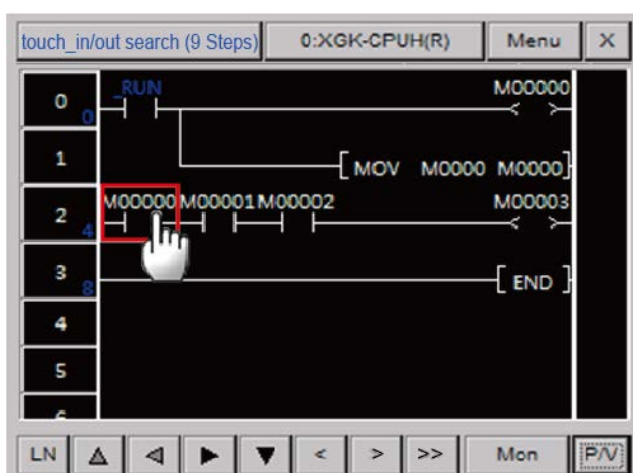 touch_in/out search (9 Steps) 0:XGK-CPUH(R) Menu X
0 0 _RUN M00000
1 MOV M0000 M0000
2 4 M00000 M00001 M00002 M00003
3 8 END
4
5
LN < > >> Mon P/V